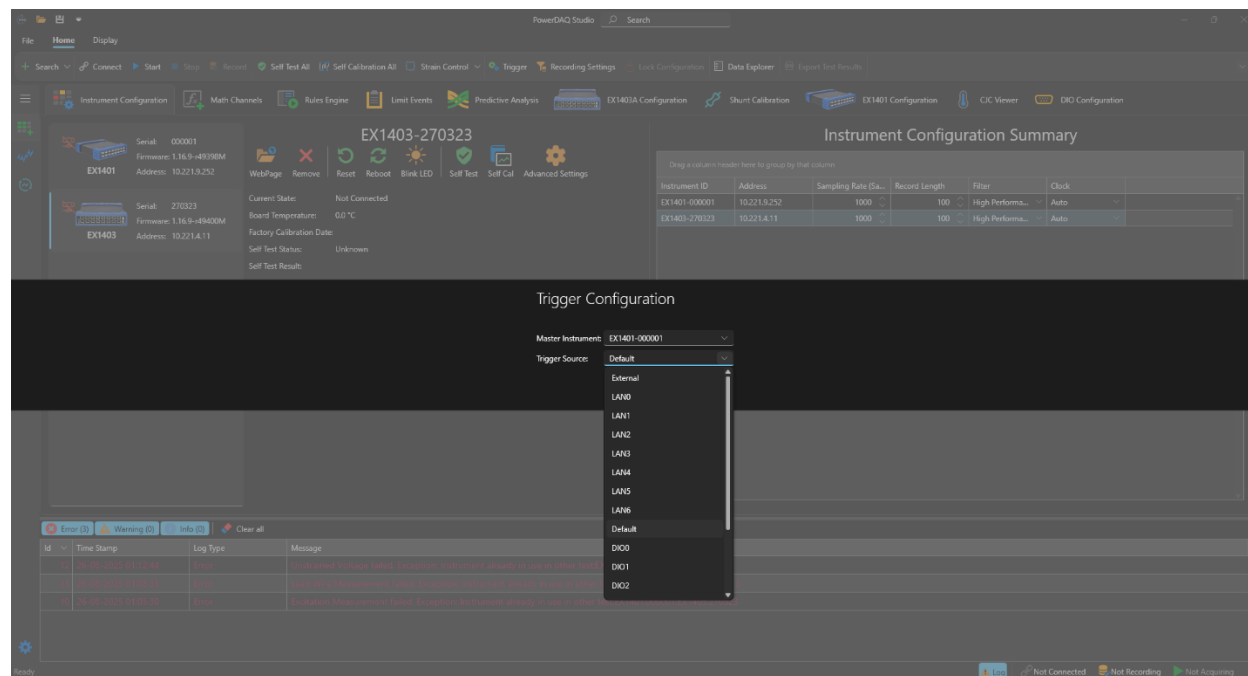 PowerDAQ Studio Search
File Home Display
Search Connect Start Stop Record Self Test All Self Calibration All Strain Control Trigger Recording Settings Lock Configuration Data Explorer Export Test Results
Instrument Configuration Math Channels Rules Engine Limit Events Predictive Analysis EX1403A Configuration Shunt Calibration EX1401 Configuration CJC Viewer DIO Configuration
EX1401
Serial: 000001
Firmware: 1.16.9-r49398M
Address: 10.221.9.252
EX1403
Serial: 270323
Firmware: 1.16.9-r49400M
Address: 10.221.4.11
EX1403-270323
WebPage Remove Reset Reboot Blink LED Self Test Self Cal Advanced Settings
Current State: Not Connected
Board Temperature: 0.0 °C
Factory Calibration Date:
Self Test Status: Unknown
Self Test Result:
Instrument Configuration Summary
Drag a column header here to group by that column
Instrument ID Address Sampling Rate (Sa... Record Length Filter Clock
EX1401-000001 10.221.9.252 1000 100 High Performa... Auto
EX1403-270323 10.221.4.11 1000 100 High Performa... Auto
Trigger Configuration
Master Instrument: EX1401-000001
Trigger Source: Default
External
LAN0
LAN1
LAN2
LAN3
LAN4
LAN5
LAN6
Default
DIO0
DIO1
DIO2
Error (3) Warning (0) Info (0) Clear all
Id Time Stamp Log Type Message
Error
Error
Error
Ready Log Not Connected Not Recording Not Acquiring